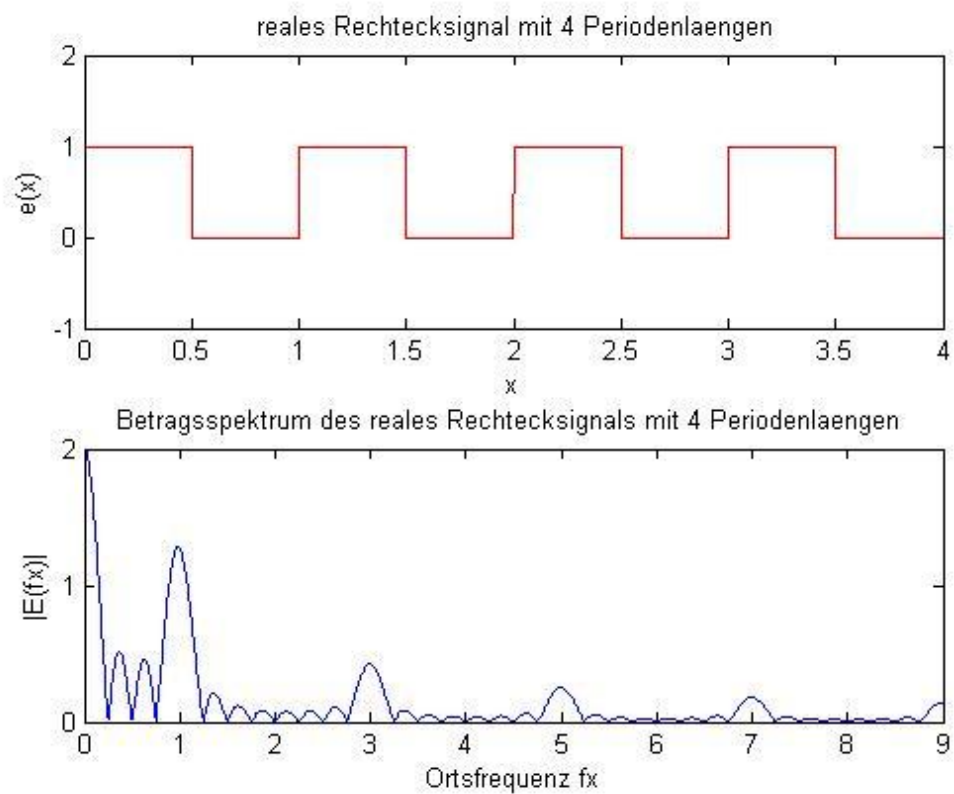 reales Rechtecksignal mit 4 Periodenlaengen
2
1
0
-1
e(x)
0 0.5 1 1.5 2 2.5 3 3.5 4
x
Betragsspektrum des reales Rechtecksignals mit 4 Periodenlaengen
2
1
0
|E(fx)|
0 1 2 3 4 5 6 7 8 9
Ortsfrequenz fx